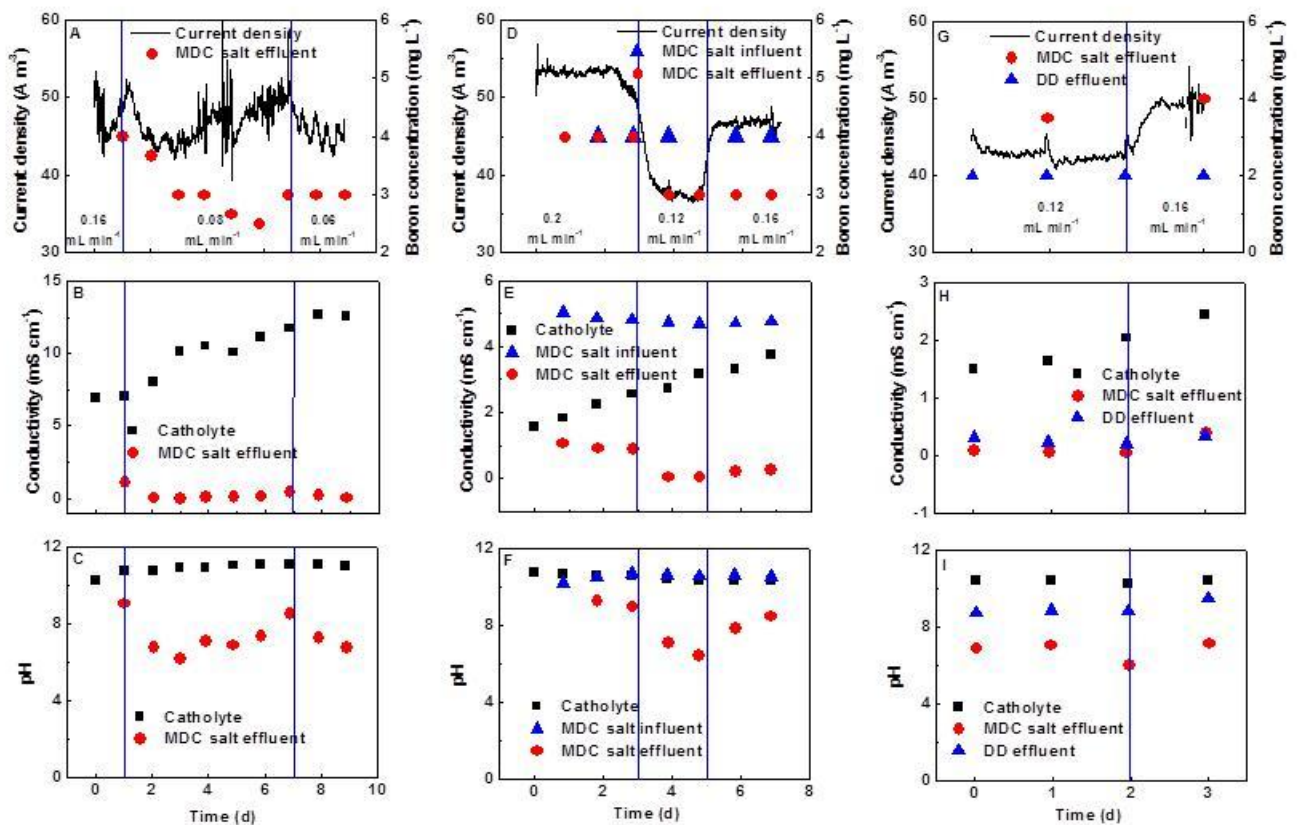 A
Current density
MDC salt effluent
Current density (A m⁻³)
60
50
40
30
Boron concentration (mg L⁻¹)
6
5
4
3
2
0.16
mL mIn⁻¹
0.08
mL mIn⁻¹
0.06
mL mIn⁻¹
D
Current density
MDC salt influent
MDC salt effluent
Current density (A m⁻³)
60
50
40
30
Boron concentration (mg L⁻¹)
6
5
4
3
2
0.2
mL mIn⁻¹
0.12
mL mIn⁻¹
0.16
mL mIn⁻¹
G
Current density
MDC salt effluent
DD effluent
Current density (A m⁻³)
60
50
40
30
Boron concentration (mg L⁻¹)
6
5
4
3
2
1
0
0.12
mL mIn⁻¹
0.16
mL mIn⁻¹
B
Conductivity (mS cm⁻¹)
15
10
5
0
Catholyte
MDC salt effluent
E
Conductivity (mS cm⁻¹)
6
4
2
0
Catholyte
MDC salt influent
MDC salt effluent
H
Conductivity (mS cm⁻¹)
3
2
1
0
-1
Catholyte
MDC salt effluent
DD effluent
C
pH
12
8
4
0
Catholyte
MDC salt effluent
0 2 4 6 8 10
Time (d)
F
pH
12
8
4
0
Catholyte
MDC salt influent
MDC salt effluent
0 2 4 6 8
Time (d)
I
pH
12
8
4
0
Catholyte
MDC salt effluent
DD effluent
0 1 2 3
Time (d)